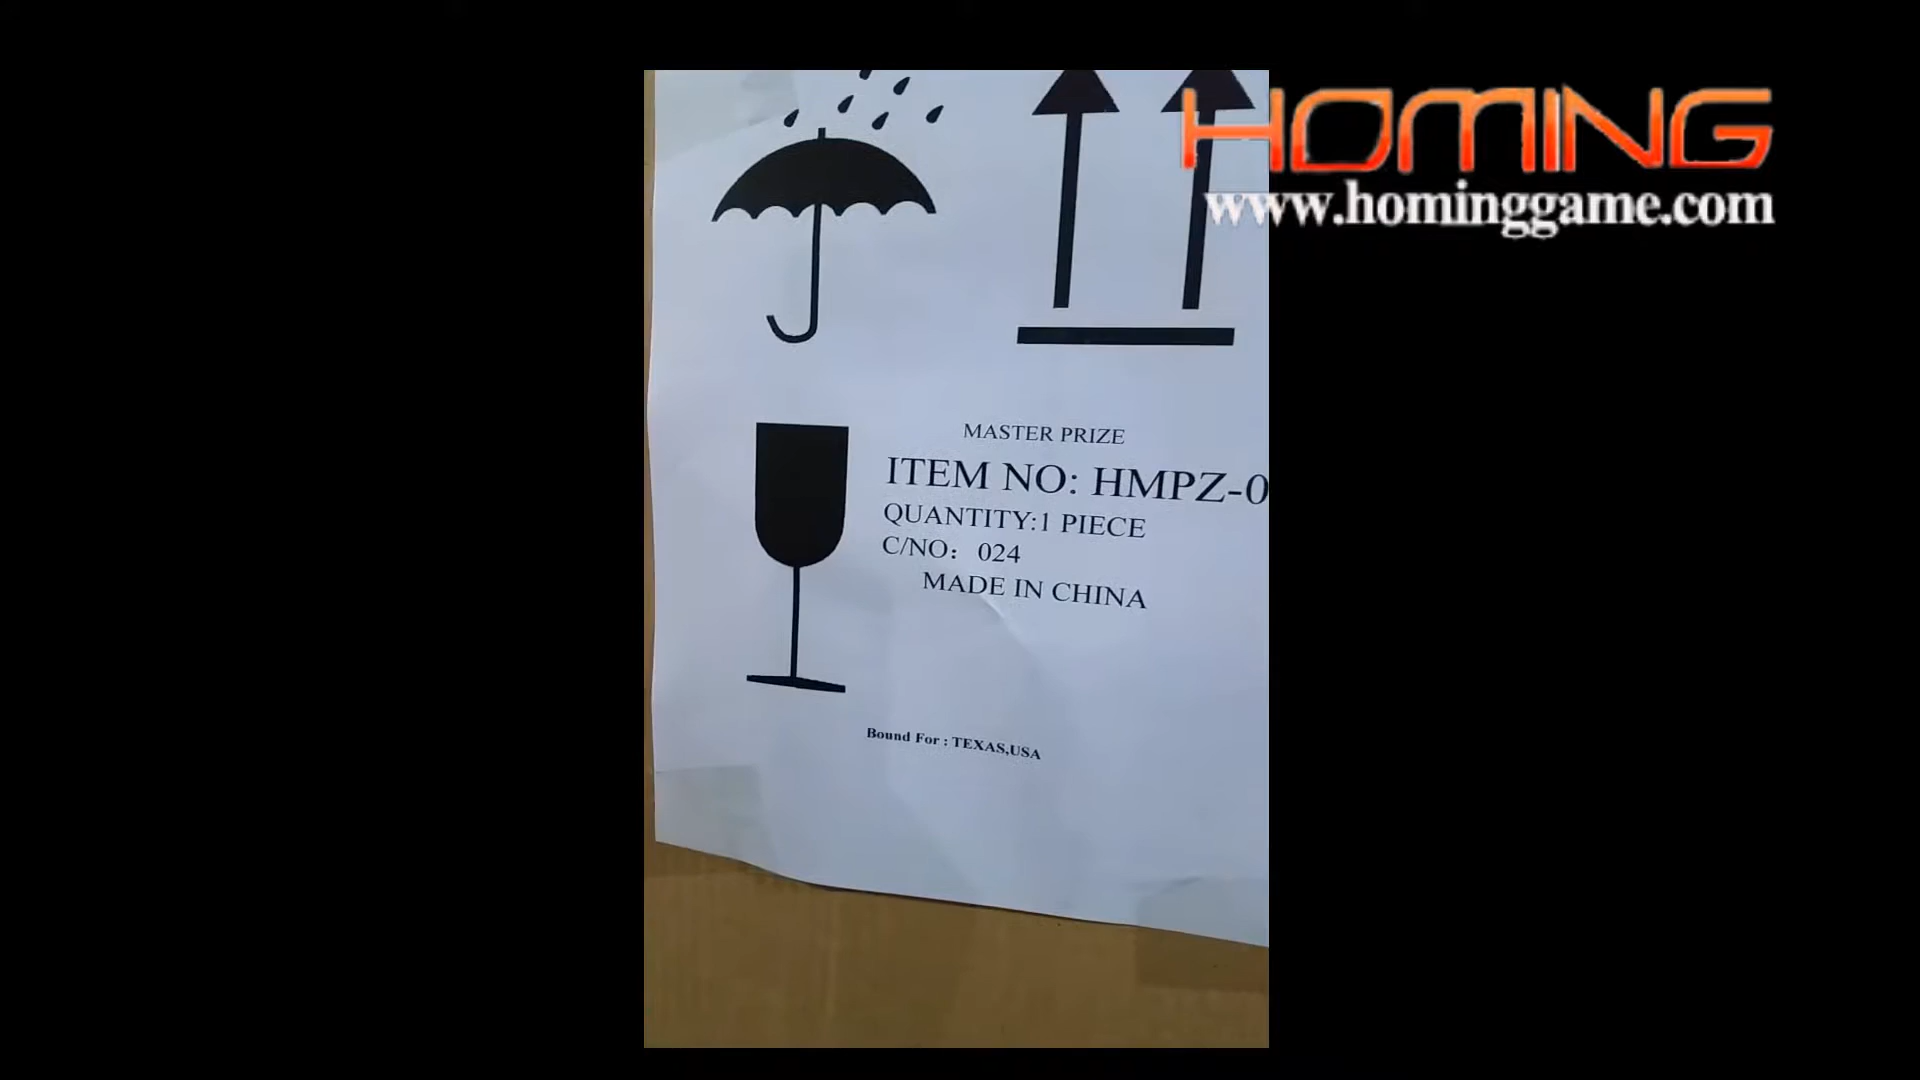 HOMING
www.hominggame.com
MASTER PRIZE
ITEM NO: HMPZ-0
QUANTITY:1 PIECE
C/NO： 024
MADE IN CHINA
Bound For : TEXAS,USA